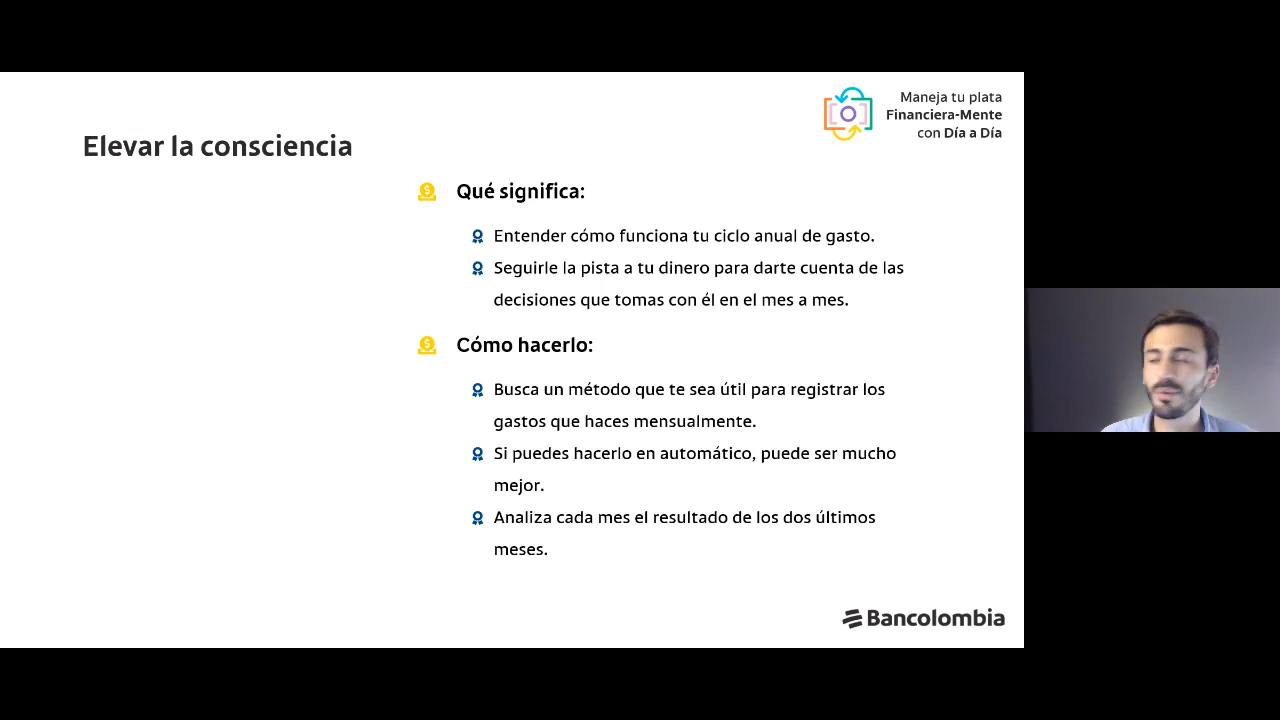 Maneja tu plata
Financiera-Mente
con Día a Día
Elevar la consciencia
Qué significa:
Entender cómo funciona tu ciclo anual de gasto.
Seguirle la pista a tu dinero para darte cuenta de las
decisiones que tomas con él en el mes a mes.
Cómo hacerlo:
Busca un método que te sea útil para registrar los
gastos que haces mensualmente.
Si puedes hacerlo en automático, puede ser mucho
mejor.
Analiza cada mes el resultado de los dos últimos
meses.
Bancolombia